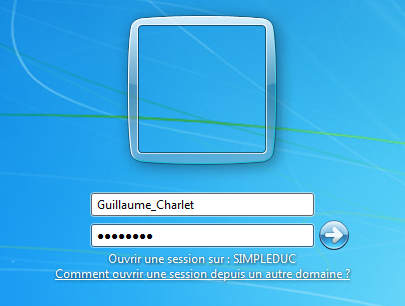 Guillaume_Charlet
●●●●●●●●
Ouvrir une session sur : SIMPLEDUC
Comment ouvrir une session depuis un autre domaine ?